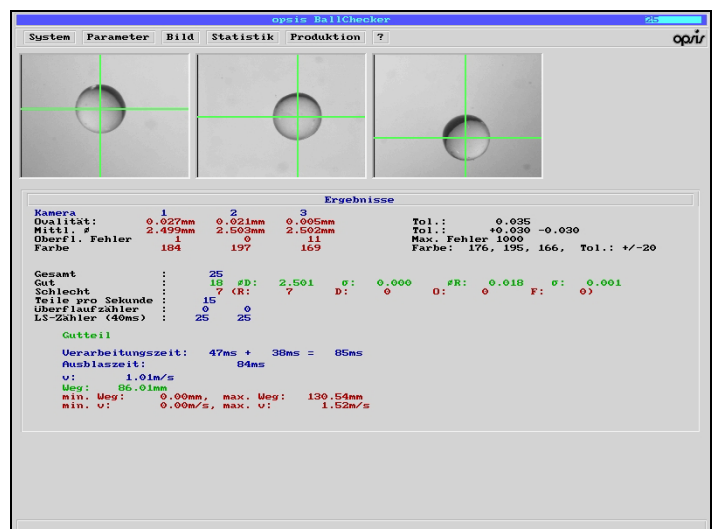 opsis BallChecker 25
System Parameter Bild Statistik Produktion ?
opsis
Ergebnisse
Kamera 1 2 3
Ovalität: 0.027mm 0.021mm 0.005mm Tol.: 0.035
Mittl. ø 2.499mm 2.503mm 2.502mm Tol.: +0.030 -0.030
Oberfl. Fehler 1 0 11 Max. Fehler 1000
Farbe 184 197 169 Farbe: 176, 195, 166, Tol.: +/-20
Gesamt : 25
Gut : 18 øD: 2.501 σ: 0.000 øR: 0.018 σ: 0.001
Schlecht : 7 (R: 7 D: 0 O: 0 F: 0)
Teile pro Sekunde : 15
überflaufzähler : 0 0
LS-Zähler (40ms) : 25 25
Gutteil
Verarbeitungszeit: 47ms + 38ms = 85ms
Ausblaszeit: 84ms
v: 1.01m/s
Weg: 86.01mm
min. Weg: 0.00mm, max. Weg: 130.54mm
min. v: 0.00m/s, max. v: 1.52m/s